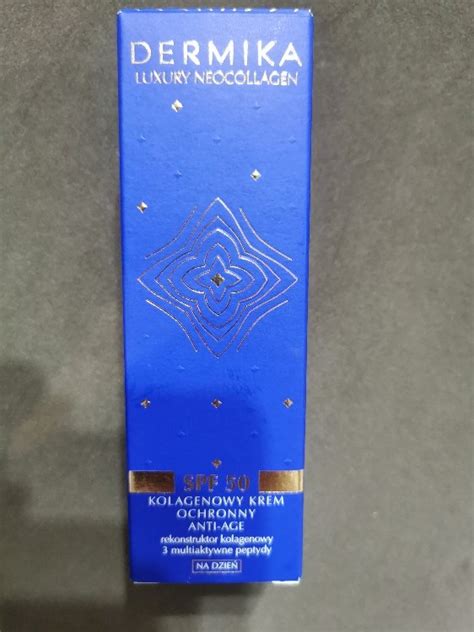 DERMIKA
LUXURY NEOCOLLAGEN
SPF 50
KOLAGENOWY KREM
OCHRONNY
ANTI-AGE
rekonstruktor kolagenowy
3 multiaktywne peptydy
NA DZIEŃ